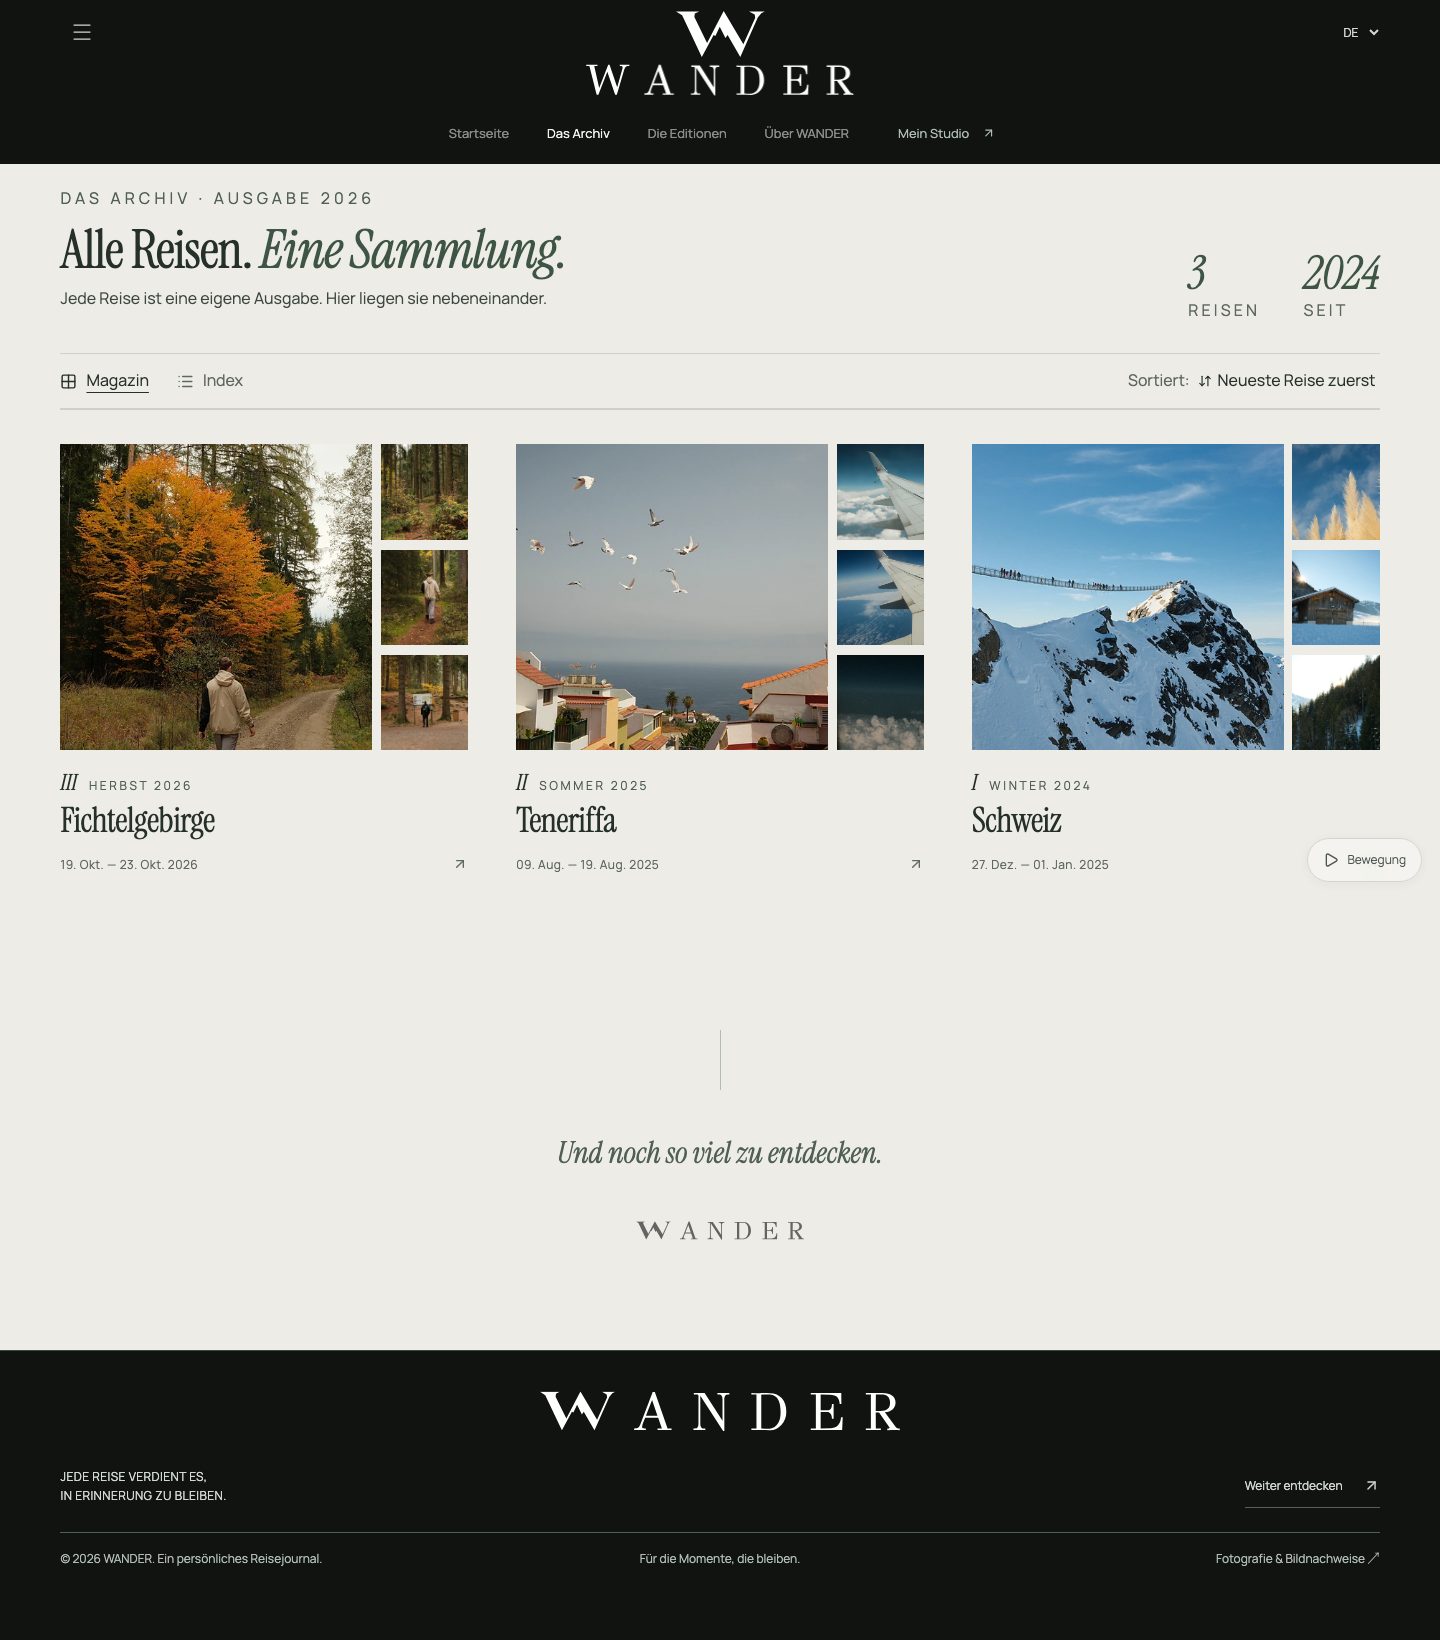 W
WANDER
DE
Startseite Das Archiv Die Editionen Über WANDER Mein Studio
DAS ARCHIV · AUSGABE 2026
Alle Reisen. Eine Sammlung.
Jede Reise ist eine eigene Ausgabe. Hier liegen sie nebeneinander.
3 2024
REISEN SEIT
Magazin Index Sortiert: Neueste Reise zuerst
III HERBST 2026
Fichtelgebirge
19. Okt. — 23. Okt. 2026
II SOMMER 2025
Teneriffa
09. Aug. — 19. Aug. 2025
I WINTER 2024
Schweiz
27. Dez. — 01. Jan. 2025
Bewegung
Und noch so viel zu entdecken.
WANDER
WANDER
JEDE REISE VERDIENT ES,
IN ERINNERUNG ZU BLEIBEN.
Weiter entdecken
© 2026 WANDER. Ein persönliches Reisejournal.
Für die Momente, die bleiben.
Fotografie & Bildnachweise